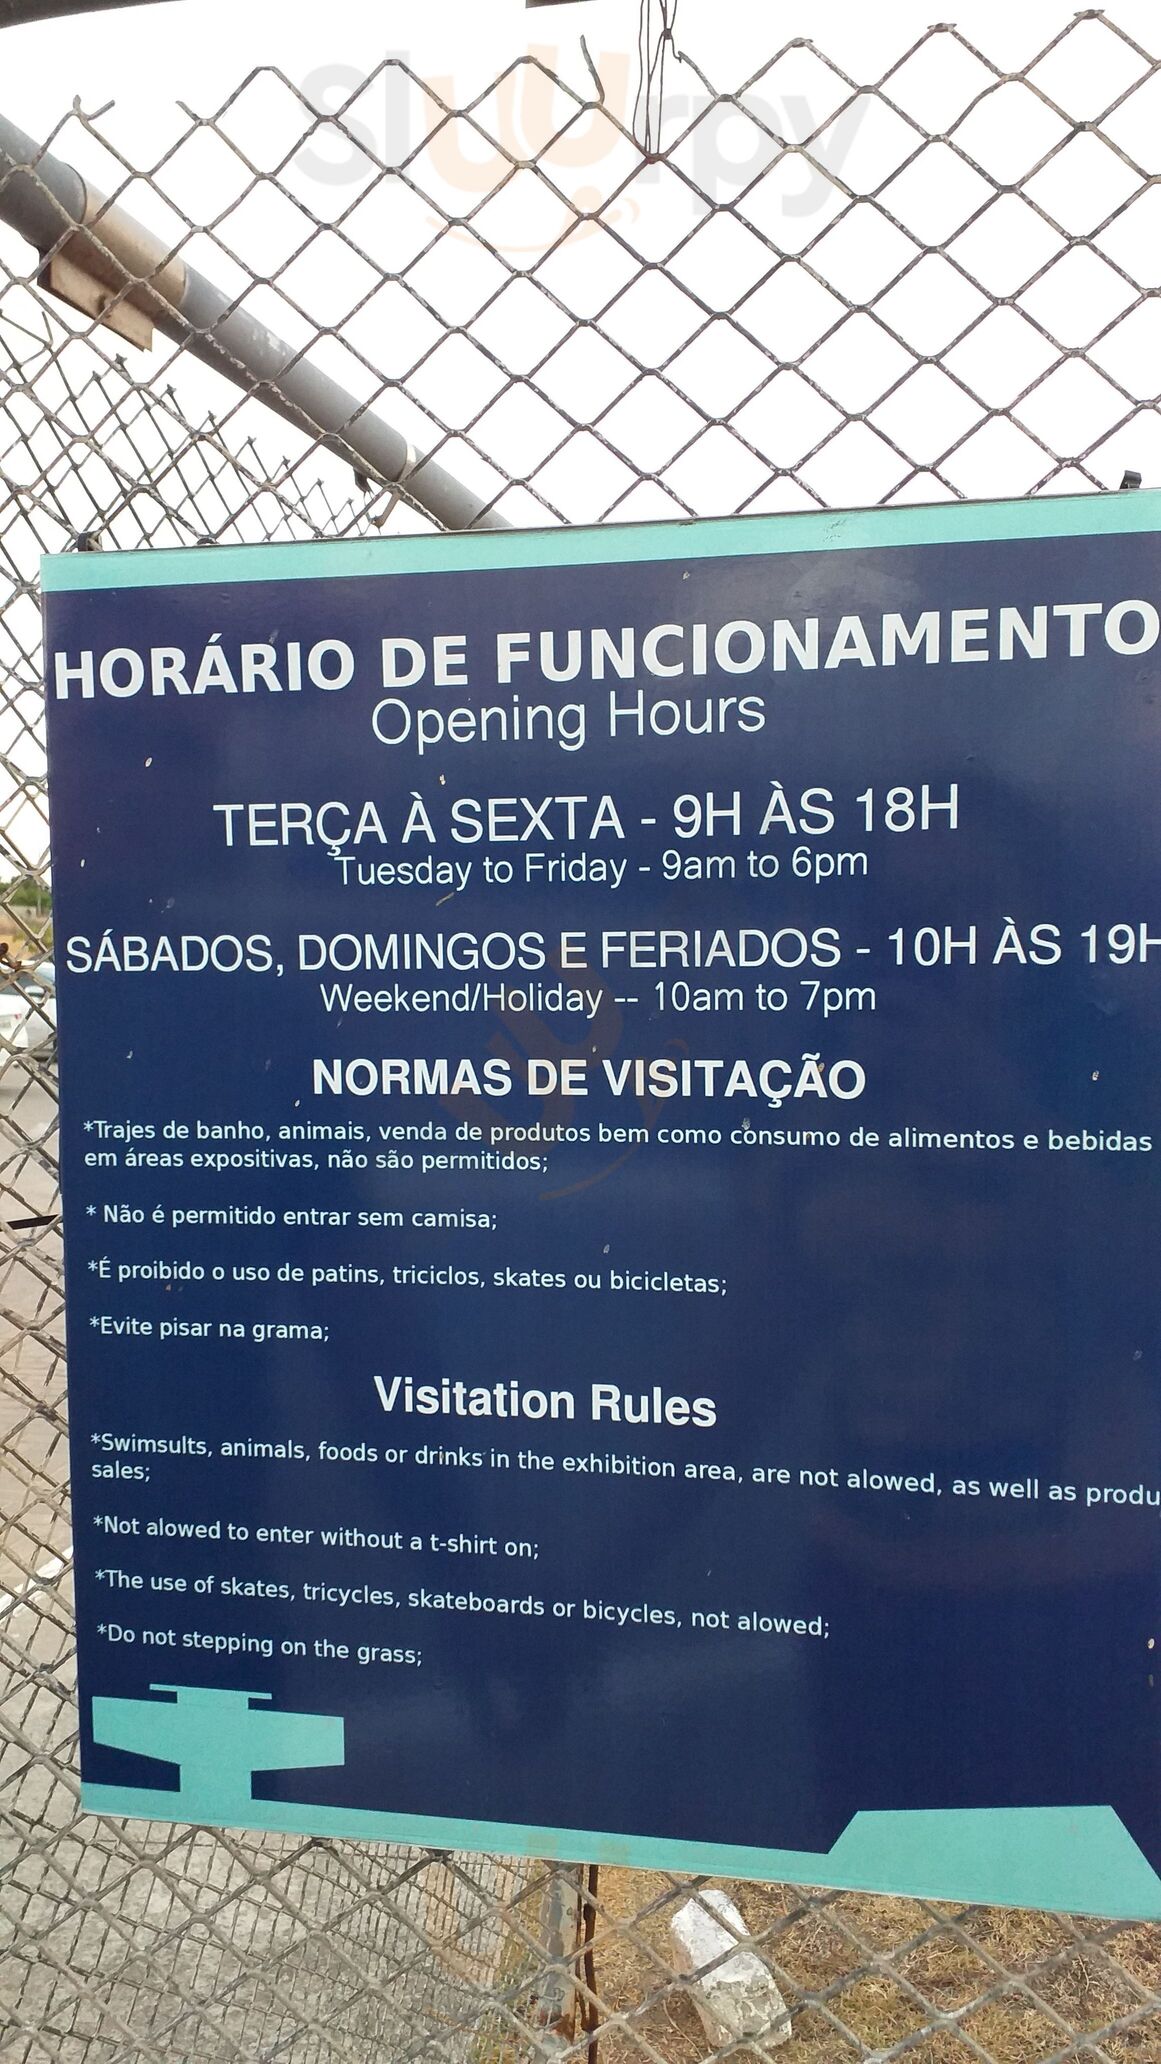 Sluurpy
HORÁRIO DE FUNCIONAMENTO
Opening Hours
TERÇA À SEXTA - 9H ÀS 18H
Tuesday to Friday - 9am to 6pm
SÁBADOS, DOMINGOS E FERIADOS - 10H ÀS 19H
Weekend/Holiday -- 10am to 7pm
NORMAS DE VISITAÇÃO
*Trajes de banho, animais, venda de produtos bem como consumo de alimentos e bebidas
em áreas expositivas, não são permitidos;
* Não é permitido entrar sem camisa;
*É proibido o uso de patins, triciclos, skates ou bicicletas;
*Evite pisar na grama;
Visitation Rules
*Swimsults, animals, foods or drinks in the exhibition area, are not alowed, as well as produ
sales;
*Not alowed to enter without a t-shirt on;
*The use of skates, tricycles, skateboards or bicycles, not alowed;
*Do not stepping on the grass;